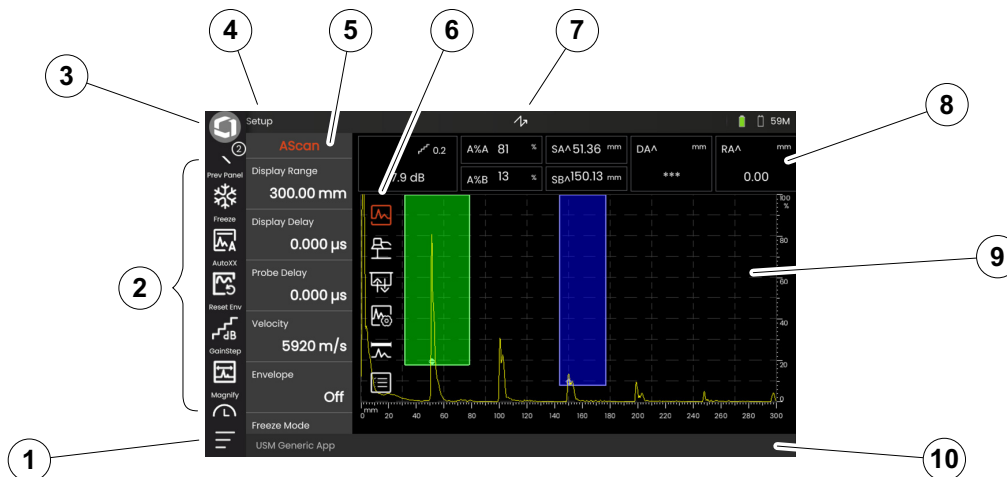 4
5
6
7
3
8
Setup
59M
2
AScan
0.2
7.9 dB
A%A 81 %
A%B 13 %
SA^ 51.36 mm
SB^ 150.13 mm
DA^ mm
***
RA^ mm
0.00
Prev Panel
Freeze
AutoXX
A
Reset Env
dB
GainStep
Magnify
Display Range
300.00 mm
Display Delay
0.000 µs
Probe Delay
0.000 µs
Velocity
5920 m/s
Envelope
Off
Freeze Mode
100
%
80
60
40
20
0
0 mm 20 40 60 80 100 120 140 160 180 200 220 240 260 280 300
USM Generic App
2
9
1
10